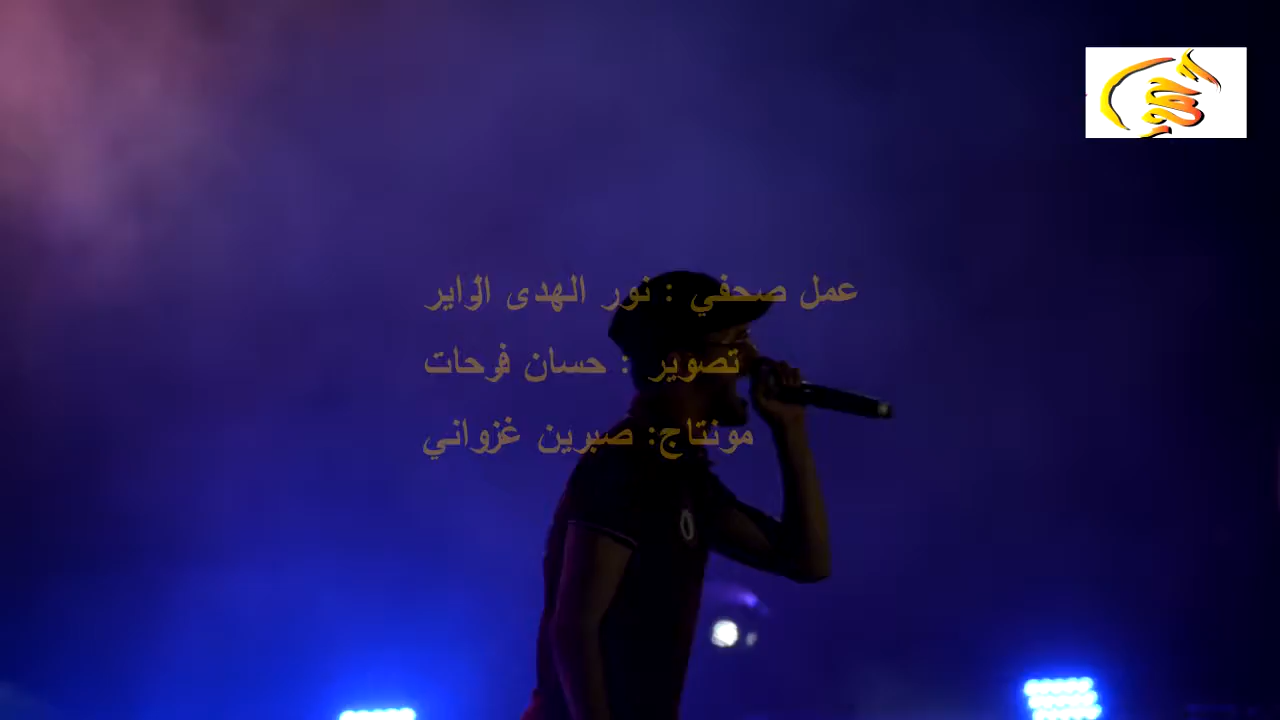 عمل صحفي : نور الهدى الواير
تصوير : حسان فرحات
مونتاج: صبرين غزواني